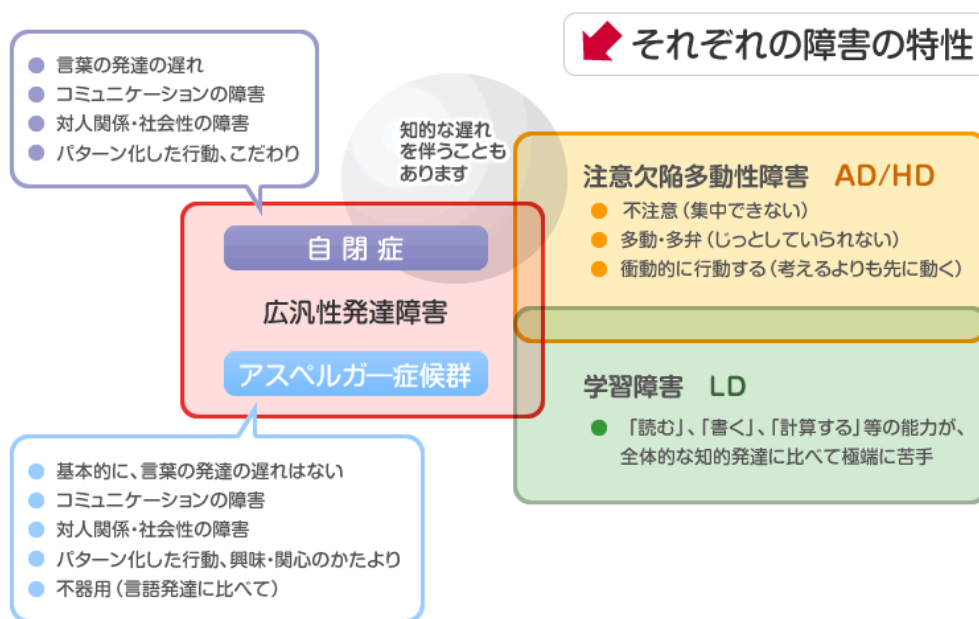 それぞれの障害の特性
言葉の発達の遅れ
コミュニケーションの障害
対人関係・社会性の障害
パターン化した行動、こだわり
知的な遅れ
を伴うことも
あります
自閉症
広汎性発達障害
アスペルガー症候群
基本的に、言葉の発達の遅れはない
コミュニケーションの障害
対人関係・社会性の障害
パターン化した行動、興味・関心のかたより
不器用(言語発達に比べて)
注意欠陥多動性障害 AD/HD
不注意(集中できない)
多動・多弁(じっとしていられない)
衝動的に行動する(考えるよりも先に動く)
学習障害 LD
「読む」、「書く」、「計算する」等の能力が、
全体的な知的発達に比べて極端に苦手